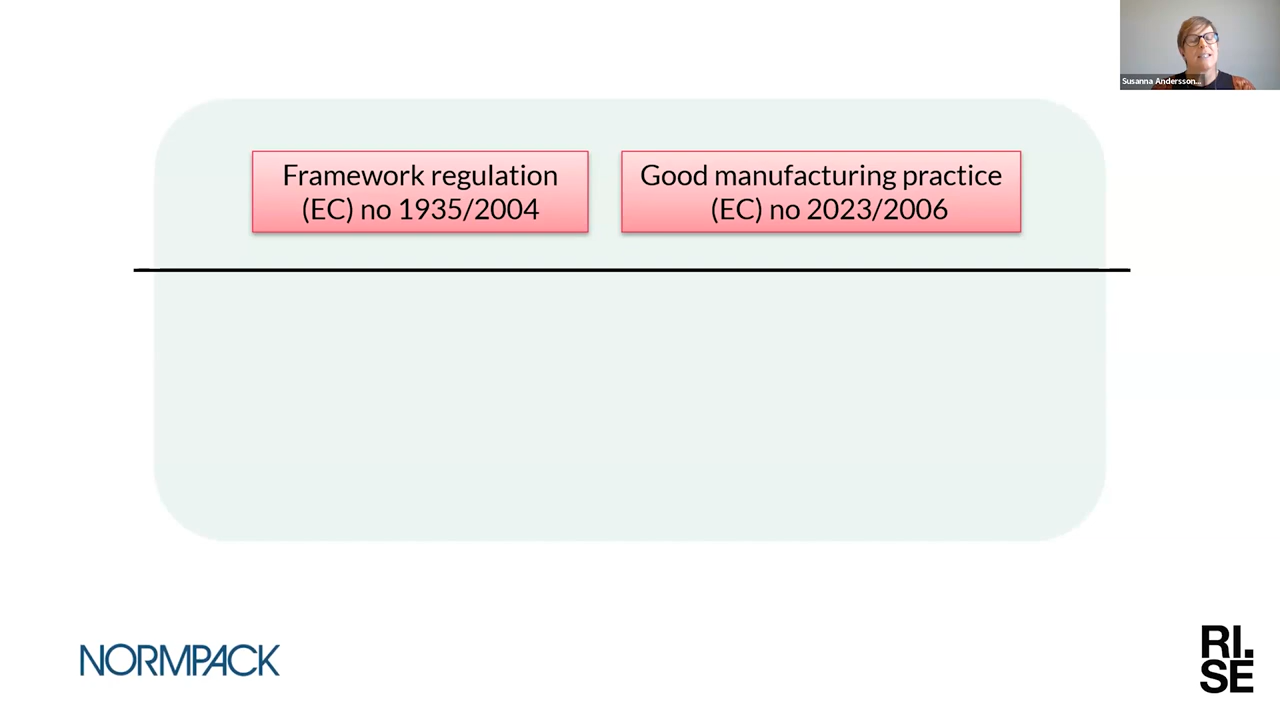 Susanna Andersson...
Framework regulation
(EC) no 1935/2004
Good manufacturing practice
(EC) no 2023/2006
NORMPACK
RI.
SE